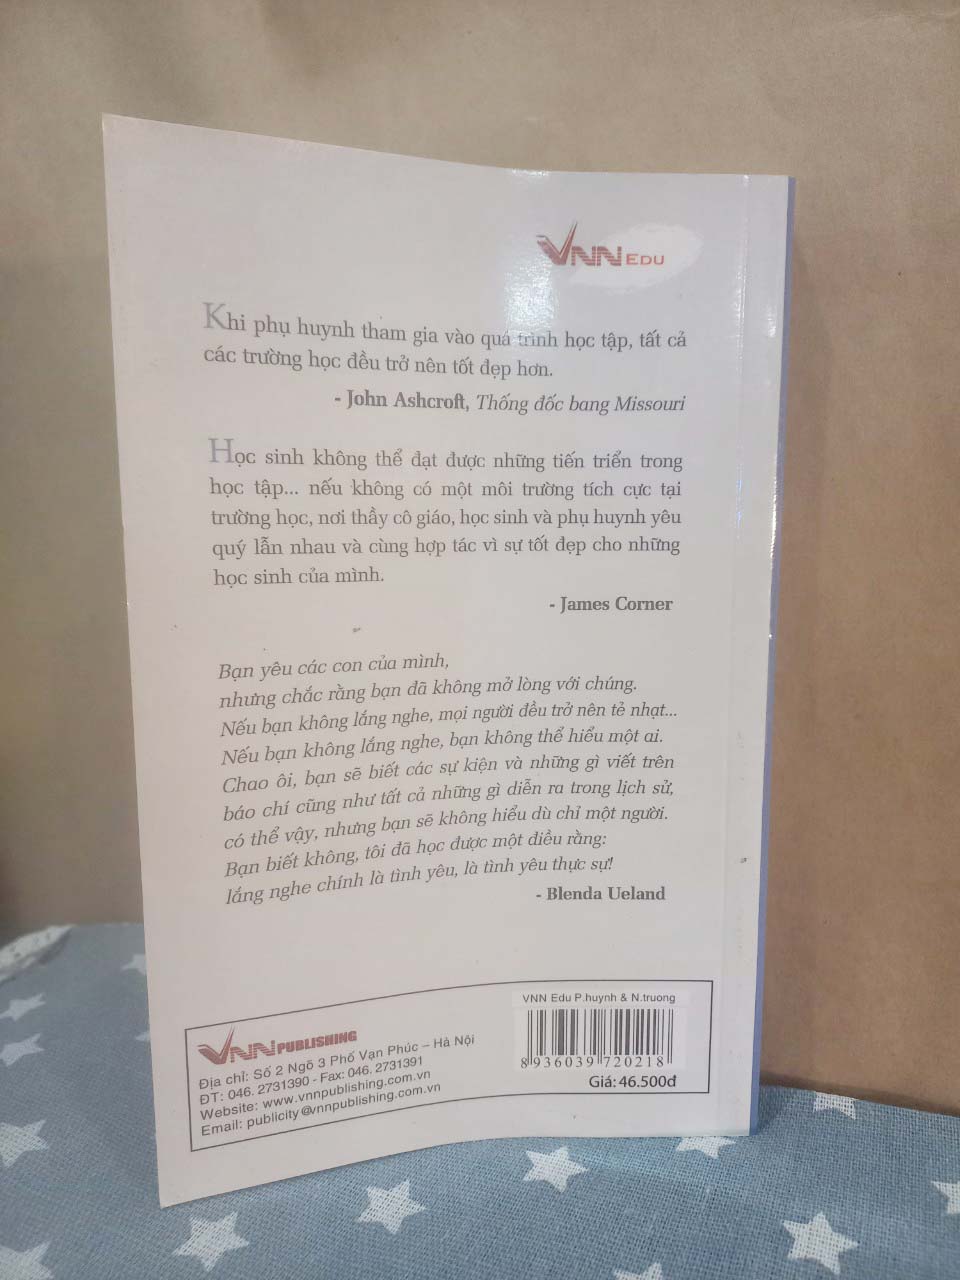 VNN EDU
Khi phụ huynh tham gia vào quá trình học tập, tất cả
các trường học đều trở nên tốt đẹp hơn.
- John Ashcroft, Thống đốc bang Missouri
Học sinh không thể đạt được những tiến triển trong
học tập... nếu không có một môi trường tích cực tại
trường học, nơi thầy cô giáo, học sinh và phụ huynh yêu
quý lẫn nhau và cùng hợp tác vì sự tốt đẹp cho những
học sinh của mình.
- James Corner
Bạn yêu các con của mình,
nhưng chắc rằng bạn đã không mở lòng với chúng.
Nếu bạn không lắng nghe, mọi người đều trở nên tẻ nhạt...
Nếu bạn không lắng nghe, bạn không thể hiểu một ai.
Chao ôi, bạn sẽ biết các sự kiện và những gì viết trên
báo chí cũng như tất cả những gì diễn ra trong lịch sử,
có thể vậy, nhưng bạn sẽ không hiểu dù chỉ một người.
Bạn biết không, tôi đã học được một điều rằng:
lắng nghe chính là tình yêu, là tình yêu thực sự!
- Blenda Ueland
VNN PUBLISHING
Địa chỉ: Số 2 Ngõ 3 Phố Vạn Phúc – Hà Nội
ĐT: 046. 2731390 - Fax: 046. 2731391
Website: www.vnnpublishing.com.vn
Email: publicity@vnnpublishing.com.vn
VNN Edu P.huynh & N.truong
8 936039 720218
Giá: 46.500đ